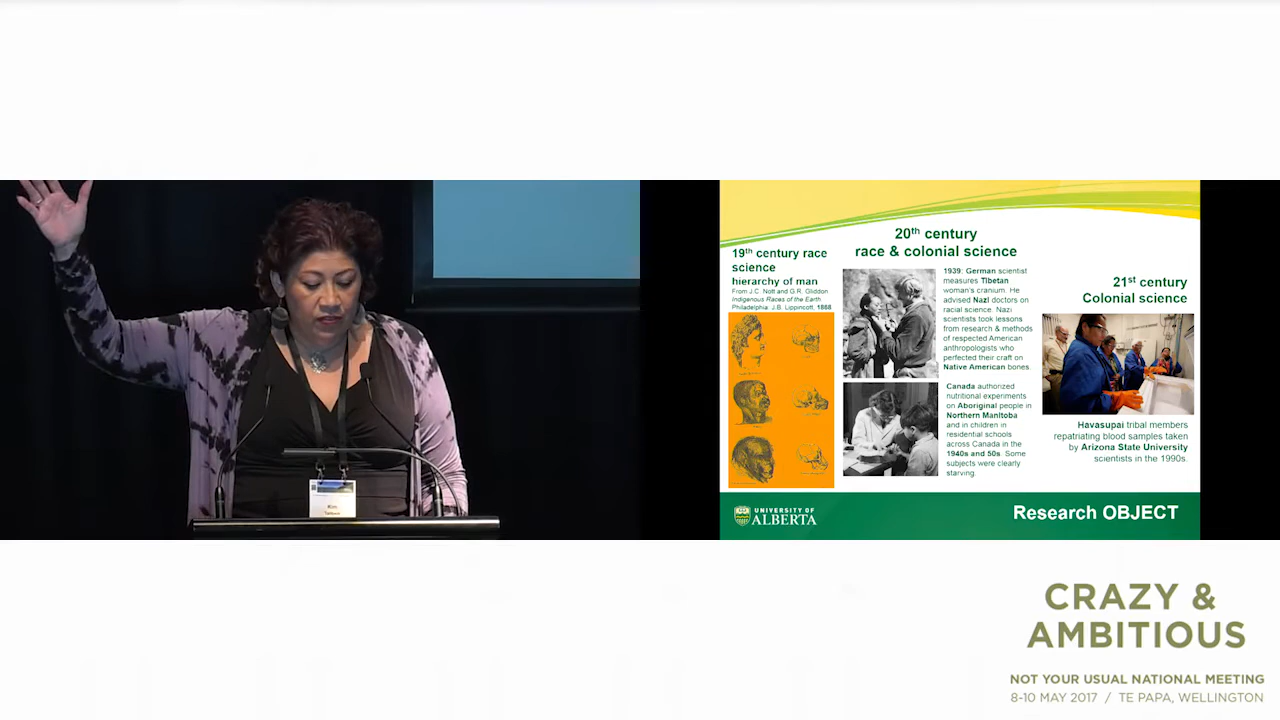 19th century race
science
hierarchy of man
From J.C. Nott and G.R. Gliddon
Indigenous Races of the Earth
Philadelphia: J.B. Lippincott, 1868
20th century
race & colonial science
1939: German scientist
measures Tibetan
woman's cranium. He
advised Nazi doctors on
racial science. Nazi
scientists took lessons
from research & methods
of respected American
anthropologists who
perfected their craft on
Native American bones.
Canada authorized
nutritional experiments
on Aboriginal people in
Northern Manitoba
and in children in
residential schools
across Canada in the
1940s and 50s. Some
subjects were clearly
starving.
21st century
Colonial science
Havasupai tribal members
repatriating blood samples taken
by Arizona State University
scientists in the 1990s.
UNIVERSITY OF
ALBERTA
Research OBJECT
Kim
CRAZY &
AMBITIOUS
NOT YOUR USUAL NATIONAL MEETING
8-10 MAY 2017 / TE PAPA, WELLINGTON